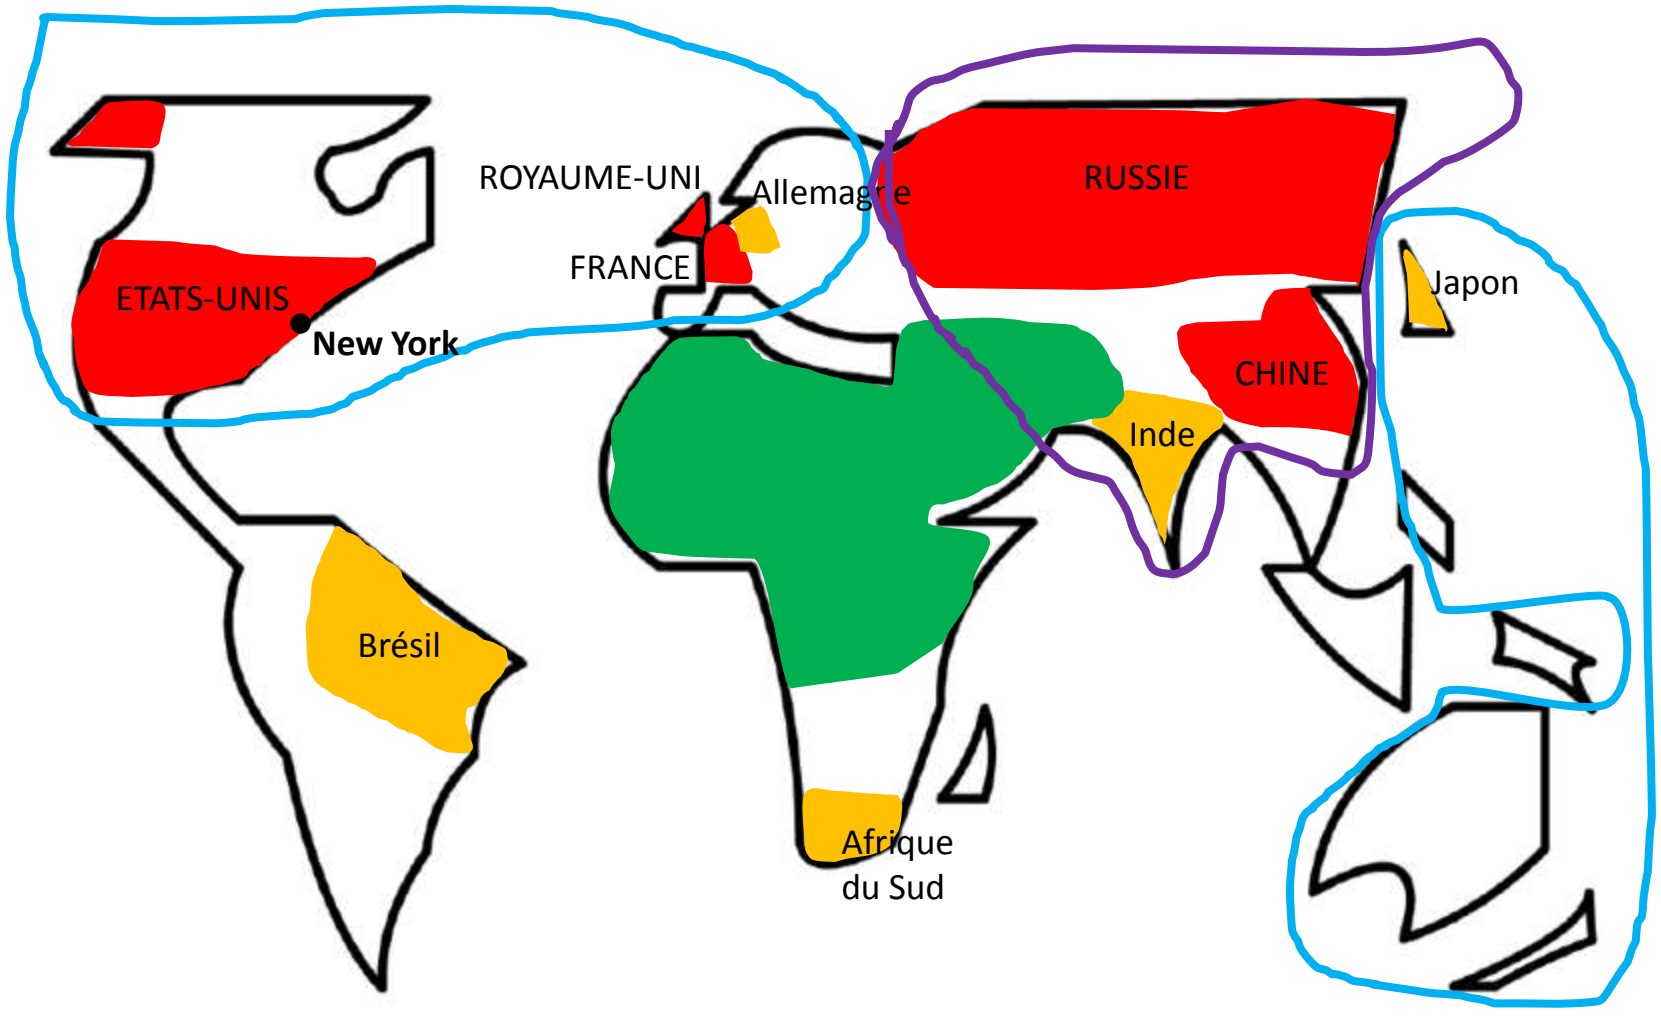 ROYAUME-UNI
Allemagne
RUSSIE
FRANCE
ETATS-UNIS
Japon
New York
CHINE
Inde
Brésil
Afrique
du Sud